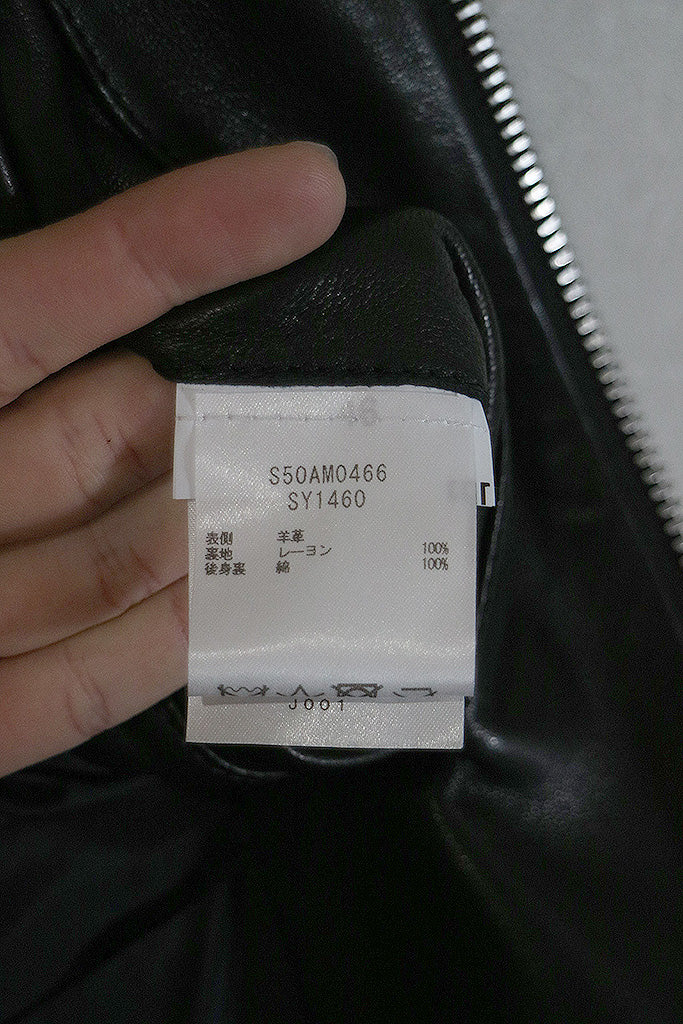 S50AM0466
SY1460
表側 羊革
裏地 レーヨン 100%
後身裏 綿 100%
J001